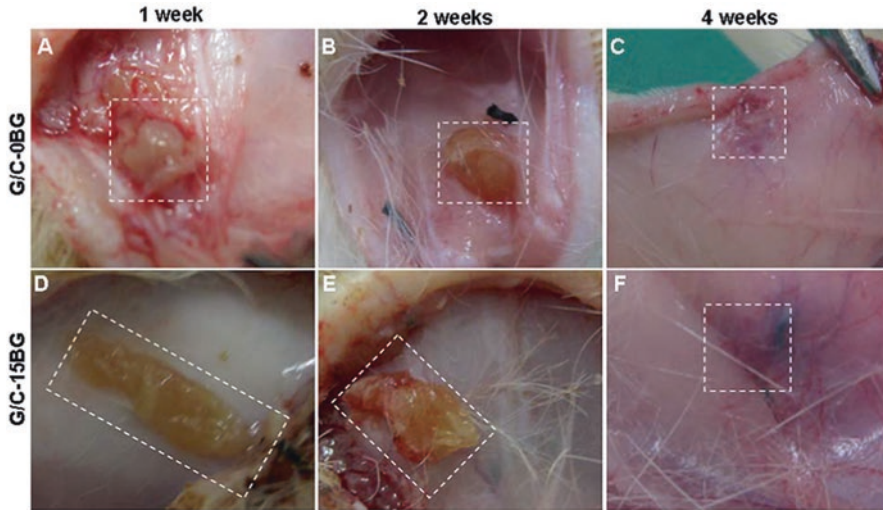 1 week 2 weeks 4 weeks
G/C-0BG
A B C
G/C-15BG
D E F